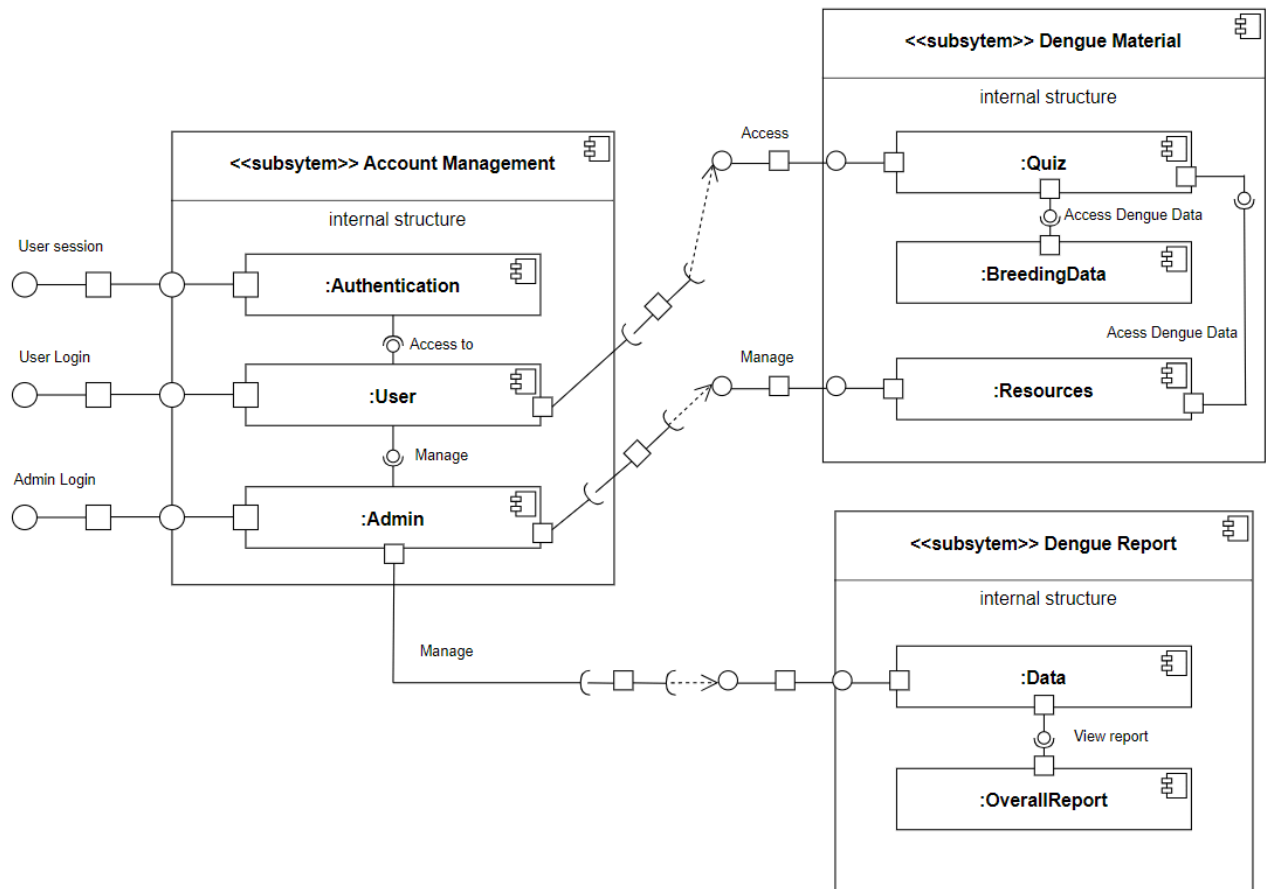 <<subsytem>> Dengue Material
internal structure
Access
:Quiz
Access Dengue Data
:BreedingData
Acess Dengue Data
Manage
:Resources
<<subsytem>> Account Management
internal structure
User session
:Authentication
Access to
User Login
:User
Manage
Admin Login
:Admin
Manage
<<subsytem>> Dengue Report
internal structure
:Data
View report
:OverallReport